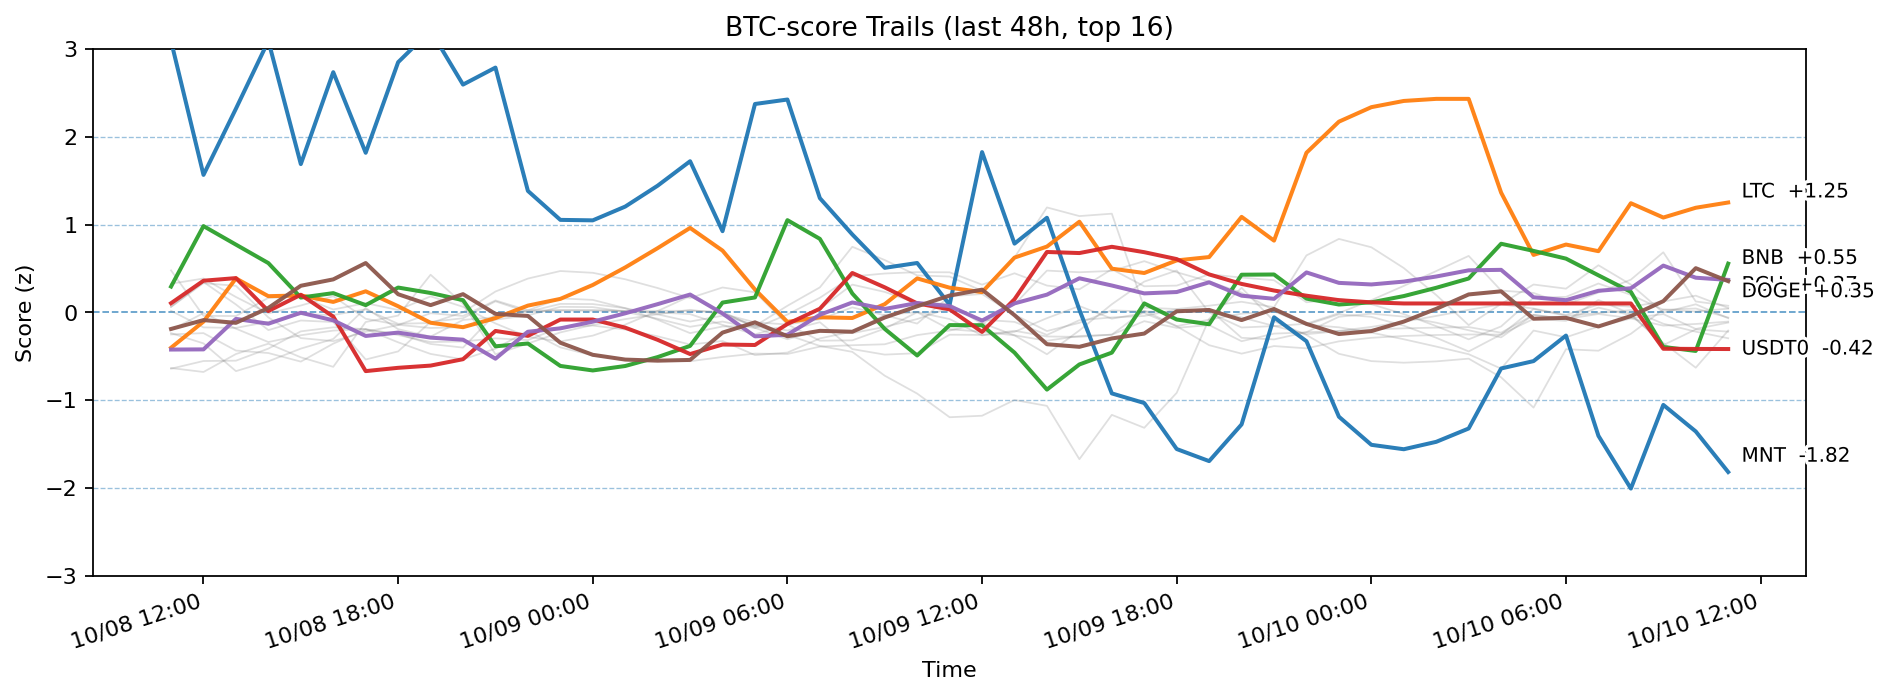 BTC-score Trails (last 48h, top 16)
Score (z)
3
2
1
0
−1
−2
−3
LTC +1.25
BNB +0.55
DOGE +0.35
USDT0 -0.42
MNT -1.82
10/08 12:00
10/08 18:00
10/09 00:00
10/09 06:00
10/09 12:00
10/09 18:00
10/10 00:00
10/10 06:00
10/10 12:00
Time